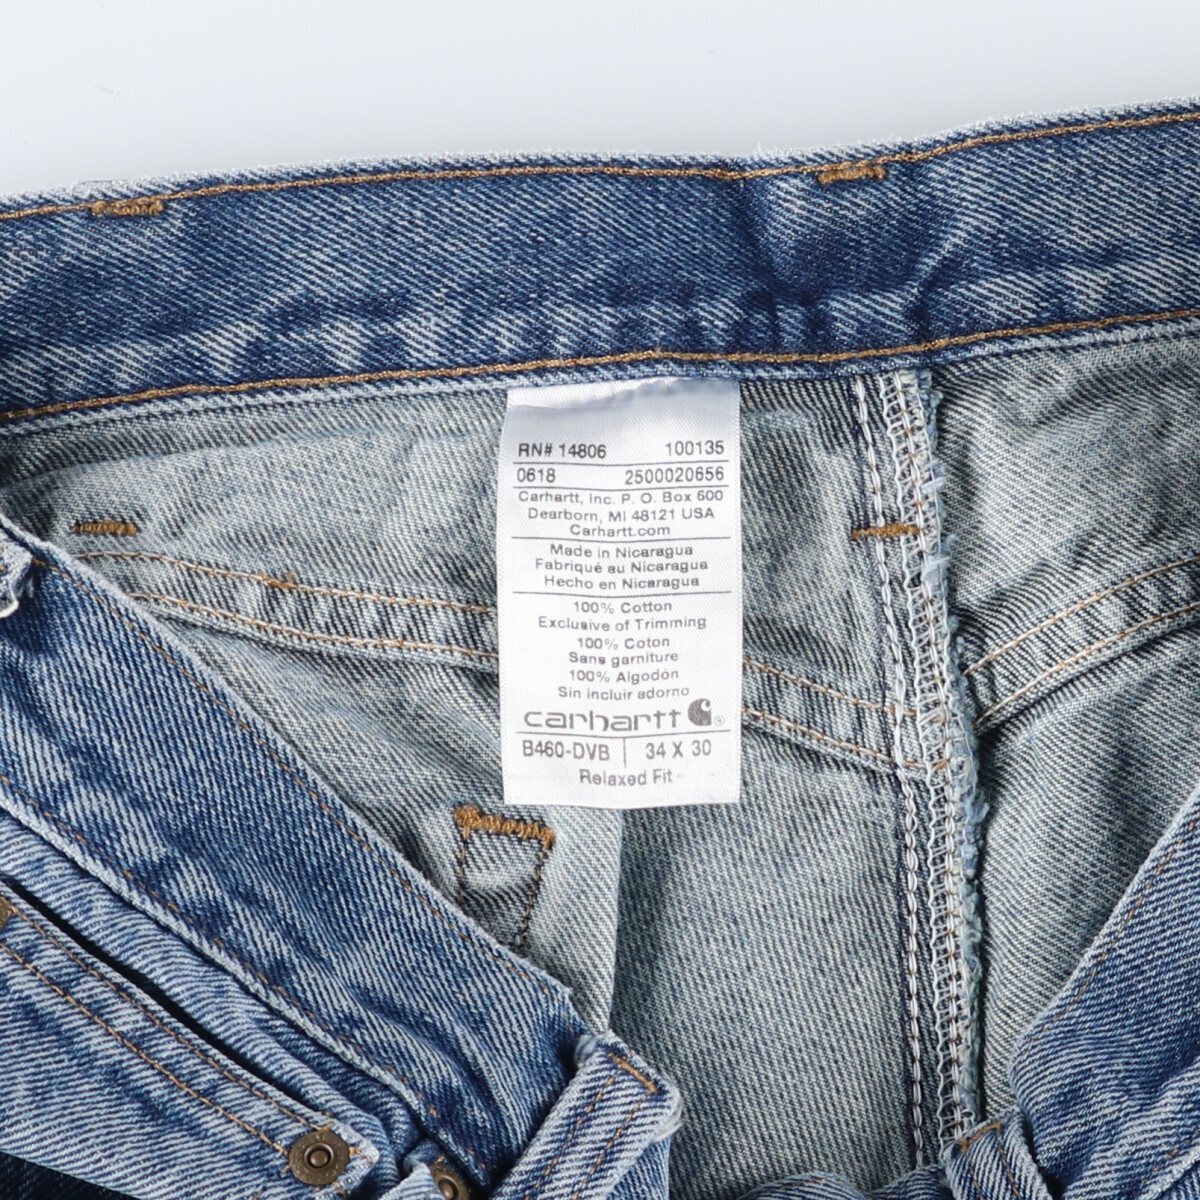 RN# 14806 100135
0618 2500020656
Carhartt, Inc. P. O. Box 600
Dearborn, MI 48121 USA
Carhartt.com
Made in Nicaragua
Fabriqué au Nicaragua
Hecho en Nicaragua
100% Cotton
Exclusive of Trimming
100% Coton
Sans garniture
100% Algodon
Sin incluir adorno
carhartt ®
B460-DVB 34 X 30
Relaxed Fit